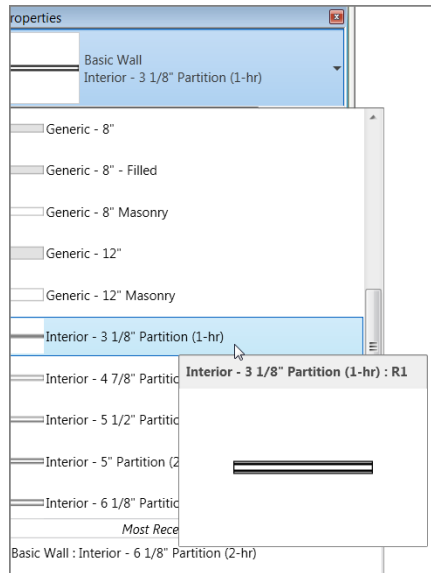 roperties
Basic Wall
Interior - 3 1/8" Partition (1-hr)
Generic - 8"
Generic - 8" - Filled
Generic - 8" Masonry
Generic - 12"
Generic - 12" Masonry
Interior - 3 1/8" Partition (1-hr)
Interior - 3 1/8" Partition (1-hr) : R1
Interior - 4 7/8" Partitic
Interior - 5 1/2" Partitic
Interior - 5" Partition (2
Interior - 6 1/8" Partitic
Most Rece
Basic Wall : Interior - 6 1/8" Partition (2-hr)